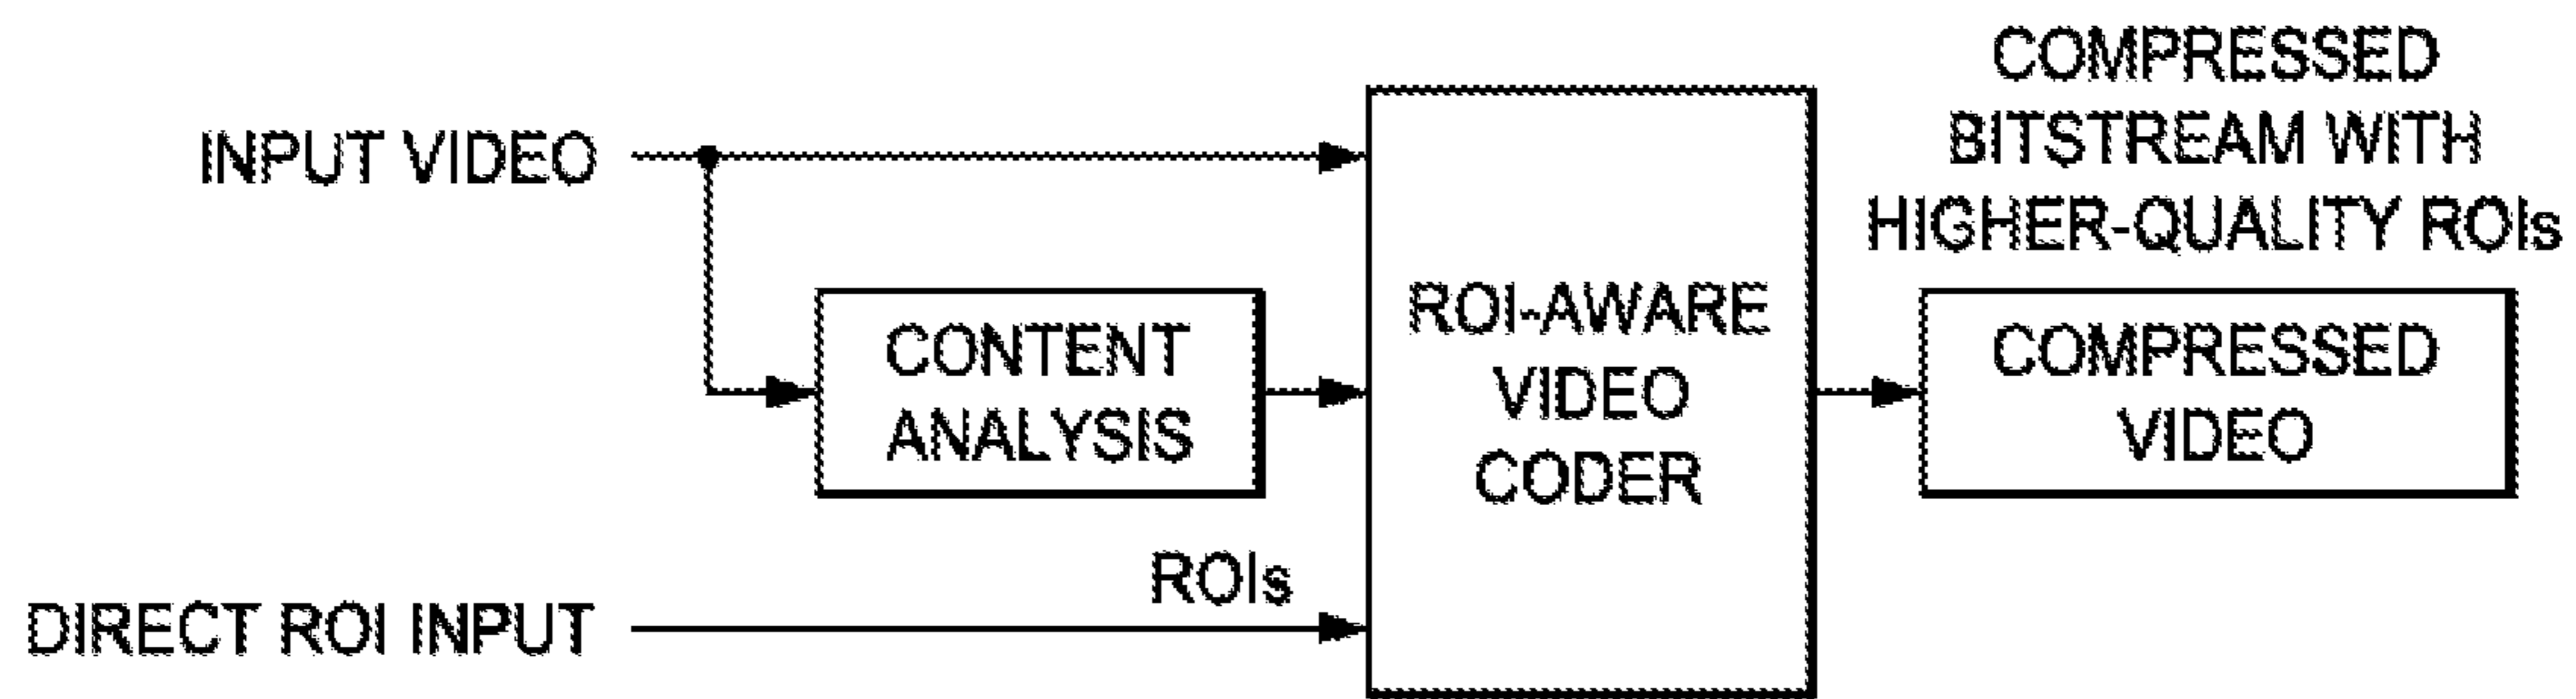 INPUT VIDEO
CONTENT
ANALYSIS
ROIs
DIRECT ROI INPUT
ROI-AWARE
VIDEO
CODER
COMPRESSED
BITSTREAM WITH
HIGHER-QUALITY ROIs
COMPRESSED
VIDEO